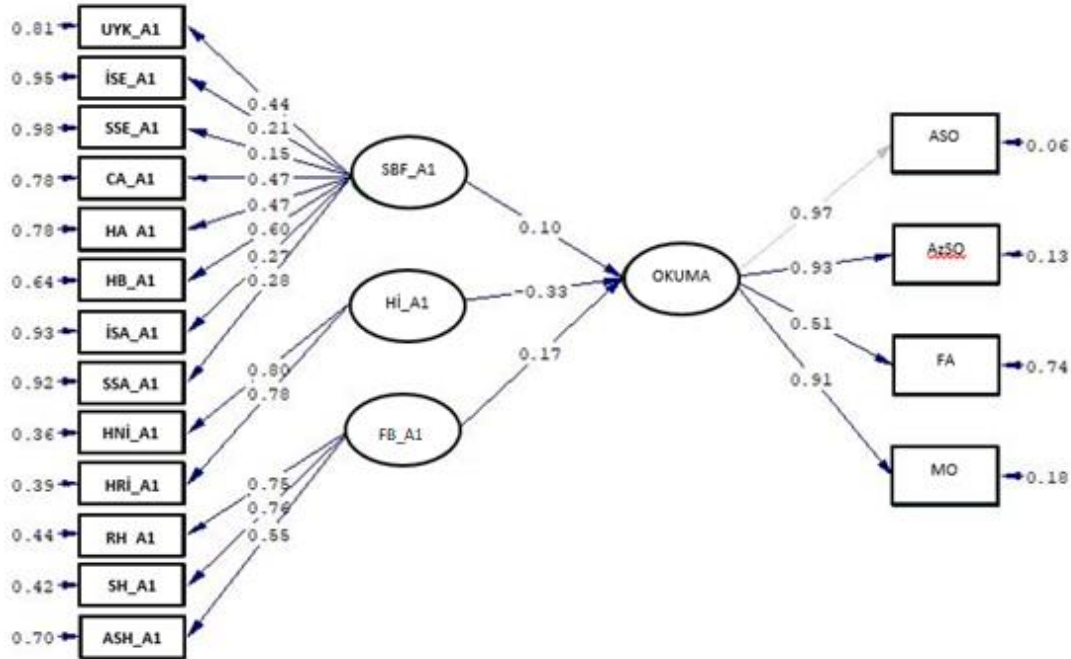 0.81 UYK_A1
0.95 İSE_A1
0.98 SSE_A1
0.78 CA_A1
0.78 HA A1
0.64 HB_A1
0.93 İSA_A1
0.92 SSA_A1
0.36 HNİ_A1
0.39 HRİ_A1
0.44 RH A1
0.42 SH_A1
0.70 ASH_A1
0.44
0.21
0.15
0.47
0.47
0.60
0.27
0.28
0.80
0.78
0.75
0.76
0.55
SBF_A1
Hİ_A1
FB_A1
0.10
-0.33
0.17
OKUMA
0.97
0.93
0.51
0.91
ASO 0.06
AzSO 0.13
FA 0.74
MO 0.18